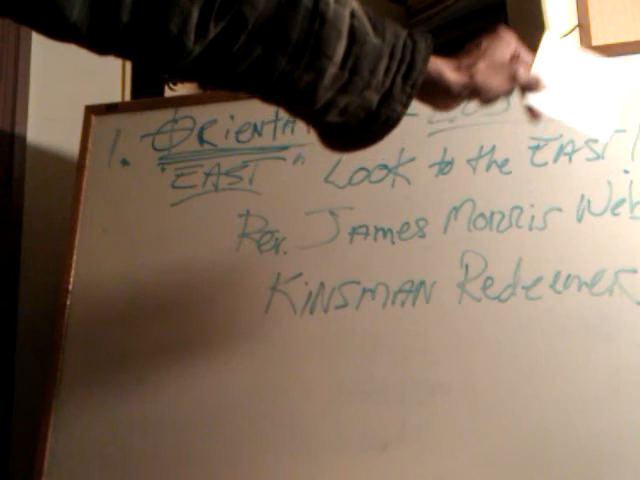 1. ORIENTA
"EAST" LOOK to the EAST!
Rev. JAMES MORRIS Web
KINSMAN Redeemer